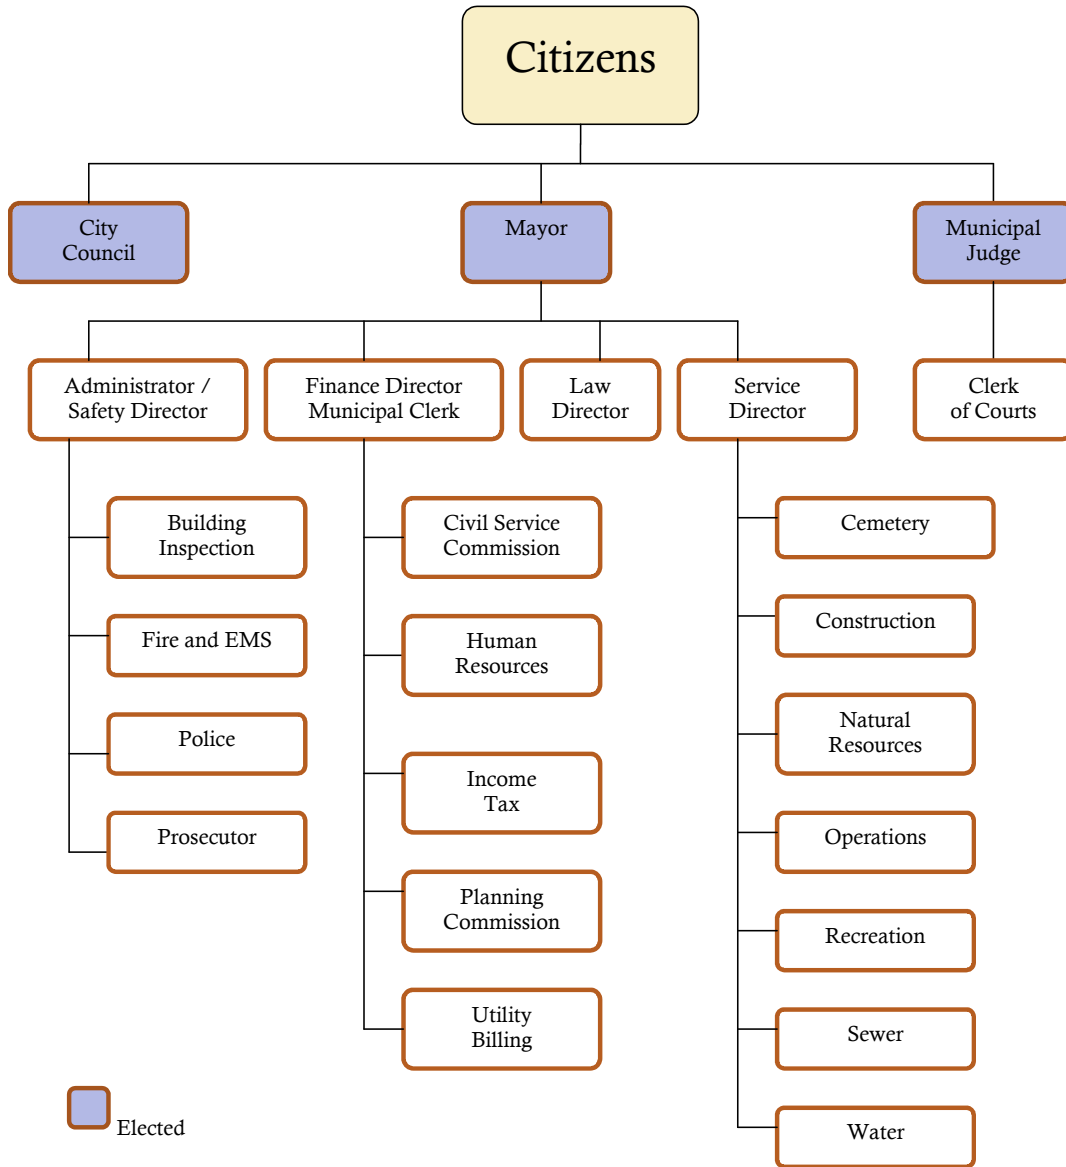 Citizens
City
Council
Mayor
Municipal
Judge
Administrator /
Safety Director
Finance Director
Municipal Clerk
Law
Director
Service
Director
Clerk
of Courts
Building
Inspection
Fire and EMS
Police
Prosecutor
Civil Service
Commission
Human
Resources
Income
Tax
Planning
Commission
Utility
Billing
Cemetery
Construction
Natural
Resources
Operations
Recreation
Sewer
Water
Elected